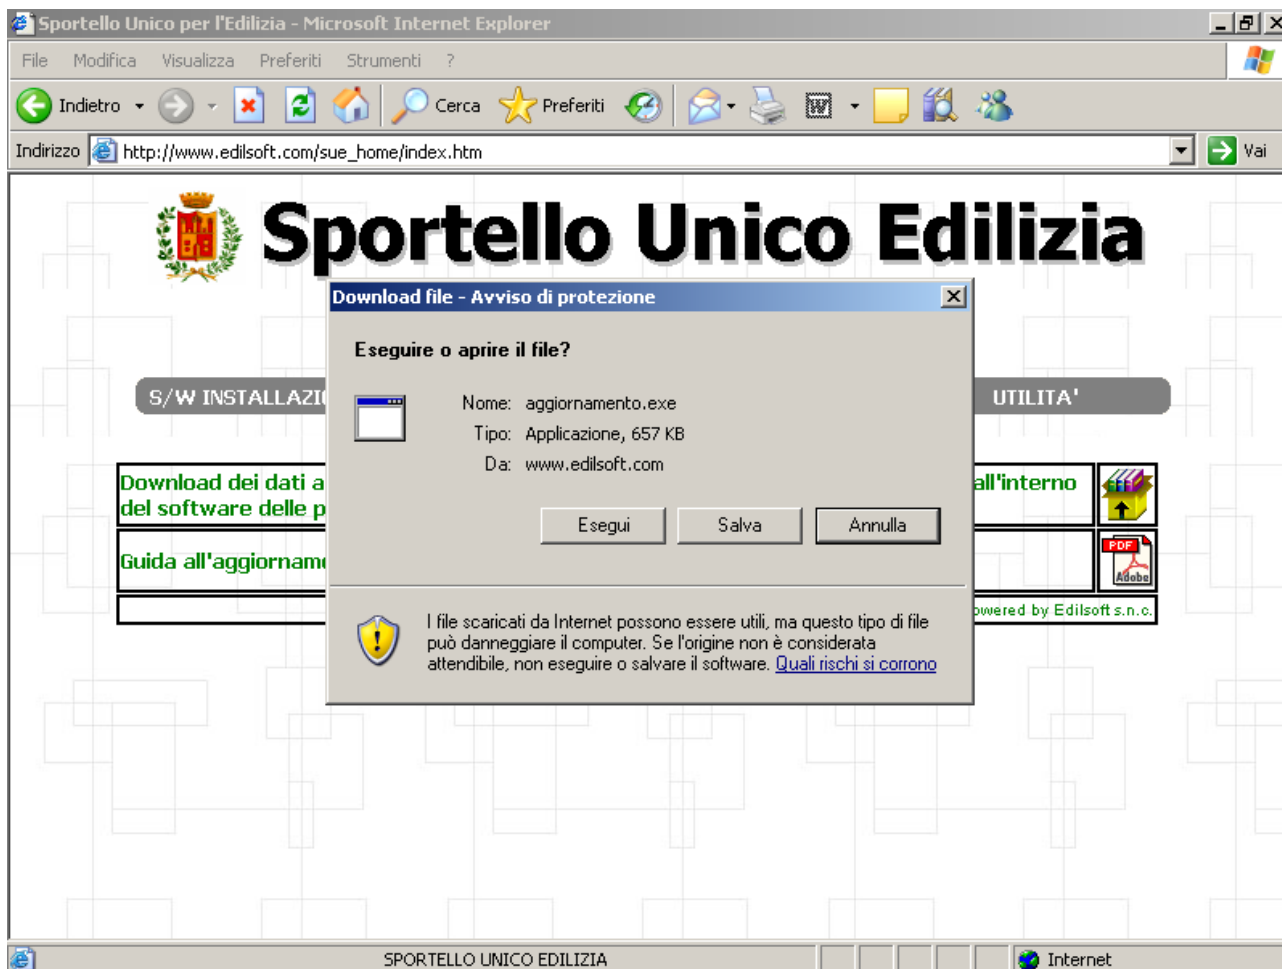 Sportello Unico per l'Edilizia - Microsoft Internet Explorer
File Modifica Visualizza Preferiti Strumenti ?
Indietro Cerca Preferiti
Indirizzo http://www.edilsoft.com/sue_home/index.htm Vai
Sportello Unico Edilizia
Download file - Avviso di protezione
Eseguire o aprire il file?
S/W UTILITA'
Nome: aggiornamento.exe
Tipo: Applicazione, 657 KB
Da: www.edilsoft.com
Download dei dati all'interno
del software delle
Esegui Salva Annulla
Guida PDF
Adobe
by Edilsoft s.n.c.
I file scaricati da Internet possono essere utili, ma questo tipo di file
può danneggiare il computer. Se l'origine non è considerata
attendibile, non eseguire o salvare il software. Quali rischi si corrono
SPORTELLO UNICO EDILIZIA Internet